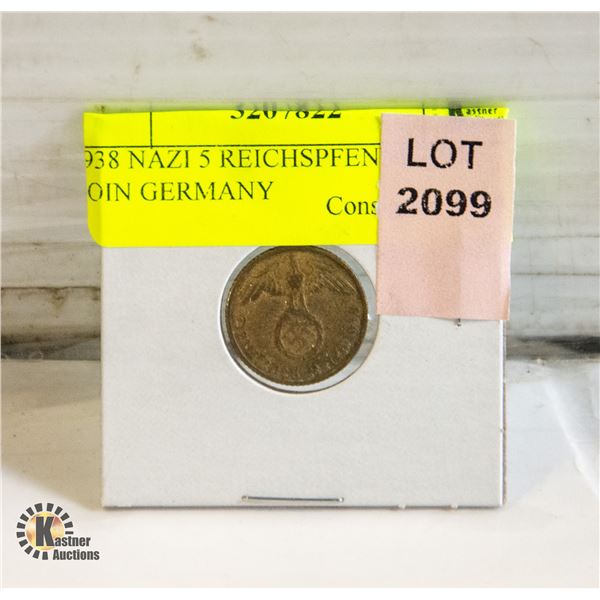 938 NAZI 5 REICHSPFEN
OIN GERMANY
Cons
LOT
2099
Kastner
Auctions